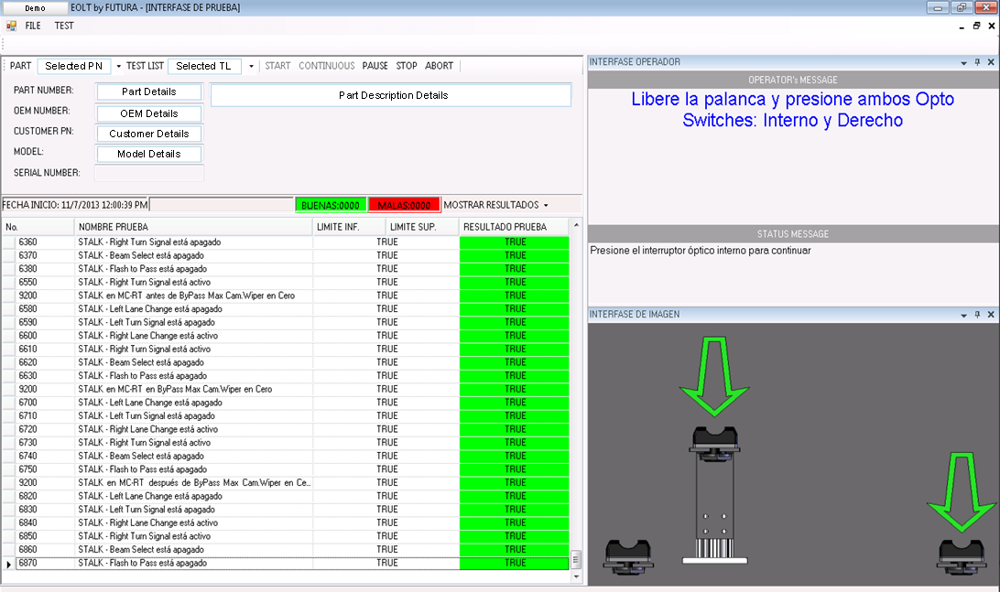 Demo EOLT by FUTURA - [INTERFASE DE PRUEBA]
FILE TEST
PART Selected PN TEST LIST Selected TL START CONTINUOUS PAUSE STOP ABORT
PART NUMBER: Part Details Part Description Details
OEM NUMBER: OEM Details
CUSTOMER PN: Customer Details
MODEL: Model Details
SERIAL NUMBER:
FECHA INICIO: 11/7/2013 12:00:39 PM BUENAS:0000 MALAS:0000 MOSTRAR RESULTADOS
No. NOMBRE PRUEBA LIMITE INF. LIMITE SUP. RESULTADO PRUEBA
6360 STALK - Right Turn Signal está apagado TRUE TRUE
6370 STALK - Beam Select está apagado TRUE TRUE
6380 STALK - Flash to Pass está apagado TRUE TRUE
6550 STALK - Right Turn Signal está activo TRUE TRUE
9200 STALK en MC-RT antes de ByPass Max Cam.Wiper en Cero TRUE TRUE
6580 STALK - Left Lane Change está apagado TRUE TRUE
6590 STALK - Left Turn Signal está apagado TRUE TRUE
6600 STALK - Right Lane Change está activo TRUE TRUE
6610 STALK - Right Turn Signal está activo TRUE TRUE
6620 STALK - Beam Select está apagado TRUE TRUE
6630 STALK - Flash to Pass está apagado TRUE TRUE
9200 STALK en MC-RT en ByPass Max Cam.Wiper en Cero TRUE TRUE
6700 STALK - Left Lane Change está apagado TRUE TRUE
6710 STALK - Left Turn Signal está apagado TRUE TRUE
6720 STALK - Right Lane Change está activo TRUE TRUE
6730 STALK - Right Turn Signal está activo TRUE TRUE
6740 STALK - Beam Select está apagado TRUE TRUE
6750 STALK - Flash to Pass está apagado TRUE TRUE
9200 STALK en MC-RT después de ByPass Max Cam.Wiper en Ce... TRUE TRUE
6820 STALK - Left Lane Change está apagado TRUE TRUE
6830 STALK - Left Turn Signal está apagado TRUE TRUE
6840 STALK - Right Lane Change está activo TRUE TRUE
6850 STALK - Right Turn Signal está activo TRUE TRUE
6860 STALK - Beam Select está apagado TRUE TRUE
6870 STALK - Flash to Pass está apagado TRUE TRUE
INTERFASE OPERADOR
OPERATOR's MESSAGE
Libere la palanca y presione ambos Opto
Switches: Interno y Derecho
STATUS MESSAGE
Presione el interruptor óptico interno para continuar
INTERFASE DE IMAGEN